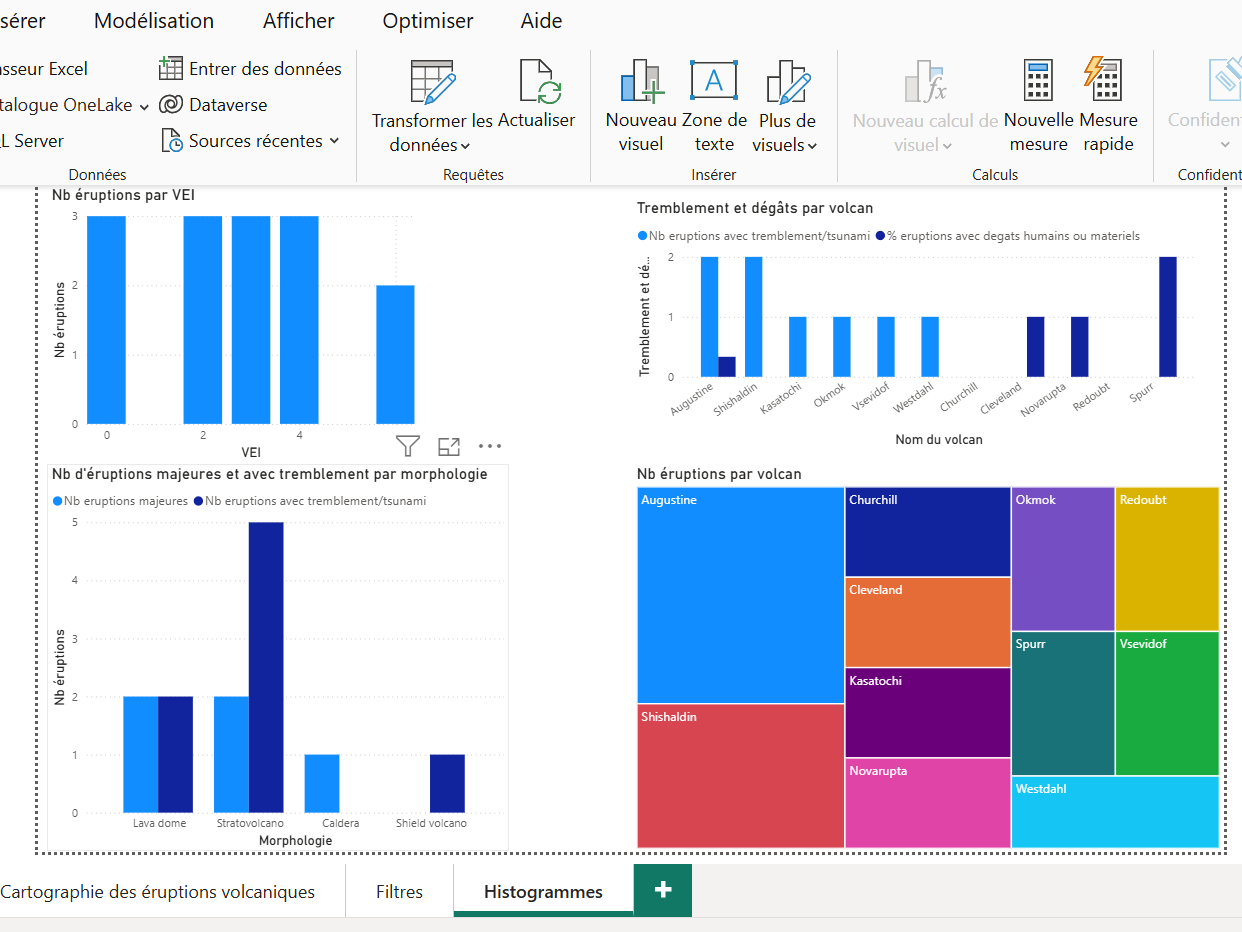 sérer Modélisation Afficher Optimiser Aide
sseur Excel
Entrer des données
talogue OneLake
Dataverse
L Server
Sources récentes
Données
Transformer les
données
Actualiser
Requêtes
Nouveau
visuel
Zone de
texte
Plus de
visuels
Insérer
Nouveau calcul de
visuel
Nouvelle
mesure
Mesure
rapide
Calculs
Confident
Confident
Nb éruptions par VEI
Nb éruptions
3
2
1
0
0 2 4
VEI
Tremblement et dégâts par volcan
Nb eruptions avec tremblement/tsunami % eruptions avec degats humains ou materiels
Tremblement et dé...
2
1
0
Augustine Shishaldin Kasatochi Okmok Vsevidof Westdahl Churchill Cleveland Novarupta Redoubt Spurr
Nom du volcan
Nb d'éruptions majeures et avec tremblement par morphologie
Nb eruptions majeures Nb eruptions avec tremblement/tsunami
Nb éruptions
5
4
3
2
1
0
Lava dome Stratovolcano Caldera Shield volcano
Morphologie
Nb éruptions par volcan
Augustine
Shishaldin
Churchill
Cleveland
Kasatochi
Novarupta
Okmok
Redoubt
Spurr
Vsevidof
Westdahl
Cartographie des éruptions volcaniques Filtres Histogrammes +